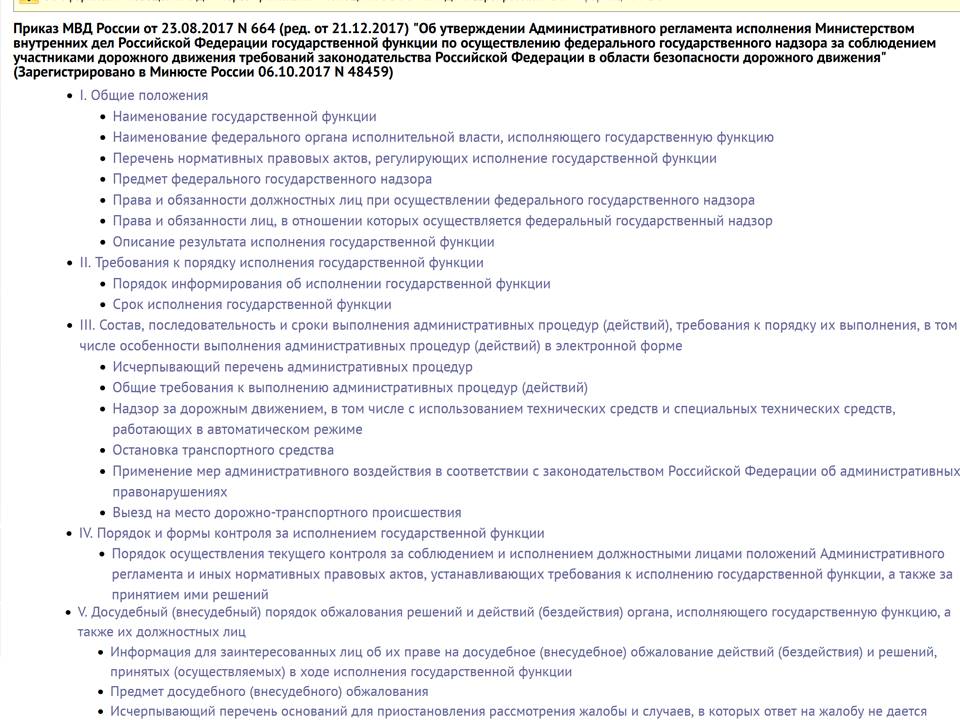 Приказ МВД России от 23.08.2017 N 664 (ред. от 21.12.2017) "Об утверждении Административного регламента исполнения Министерством
внутренних дел Российской Федерации государственной функции по осуществлению федерального государственного надзора за соблюдением
участниками дорожного движения требований законодательства Российской Федерации в области безопасности дорожного движения"
(Зарегистрировано в Минюсте России 06.10.2017 N 48459)
• I. Общие положения
• Наименование государственной функции
• Наименование федерального органа исполнительной власти, исполняющего государственную функцию
• Перечень нормативных правовых актов, регулирующих исполнение государственной функции
• Предмет федерального государственного надзора
• Права и обязанности должностных лиц при осуществлении федерального государственного надзора
• Права и обязанности лиц, в отношении которых осуществляется федеральный государственный надзор
• Описание результата исполнения государственной функции
• II. Требования к порядку исполнения государственной функции
• Порядок информирования об исполнении государственной функции
• Срок исполнения государственной функции
• III. Состав, последовательность и сроки выполнения административных процедур (действий), требования к порядку их выполнения, в том
числе особенности выполнения административных процедур (действий) в электронной форме
• Исчерпывающий перечень административных процедур
• Общие требования к выполнению административных процедур (действий)
• Надзор за дорожным движением, в том числе с использованием технических средств и специальных технических средств,
работающих в автоматическом режиме
• Остановка транспортного средства
• Применение мер административного воздействия в соответствии с законодательством Российской Федерации об административных
правонарушениях
• Выезд на место дорожно-транспортного происшествия
• IV. Порядок и формы контроля за исполнением государственной функции
• Порядок осуществления текущего контроля за соблюдением и исполнением должностными лицами положений Административного
регламента и иных нормативных правовых актов, устанавливающих требования к исполнению государственной функции, а также за
принятием ими решений
• V. Досудебный (внесудебный) порядок обжалования решений и действий (бездействия) органа, исполняющего государственную функцию, а
также их должностных лиц
• Информация для заинтересованных лиц об их праве на досудебное (внесудебное) обжалование действий (бездействия) и решений,
принятых (осуществляемых) в ходе исполнения государственной функции
• Предмет досудебного (внесудебного) обжалования
• Исчерпывающий перечень оснований для приостановления рассмотрения жалобы и случаев, в которых ответ на жалобу не дается